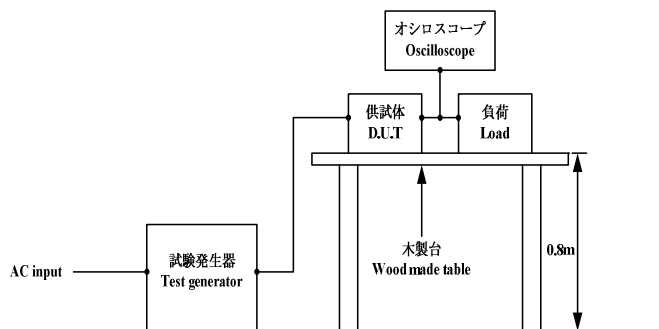 オシロスコープ
Oscilloscope
供試体
D.U.T
負荷
Load
木製台
Wood made table
0.8m
試験発生器
Test generator
AC input